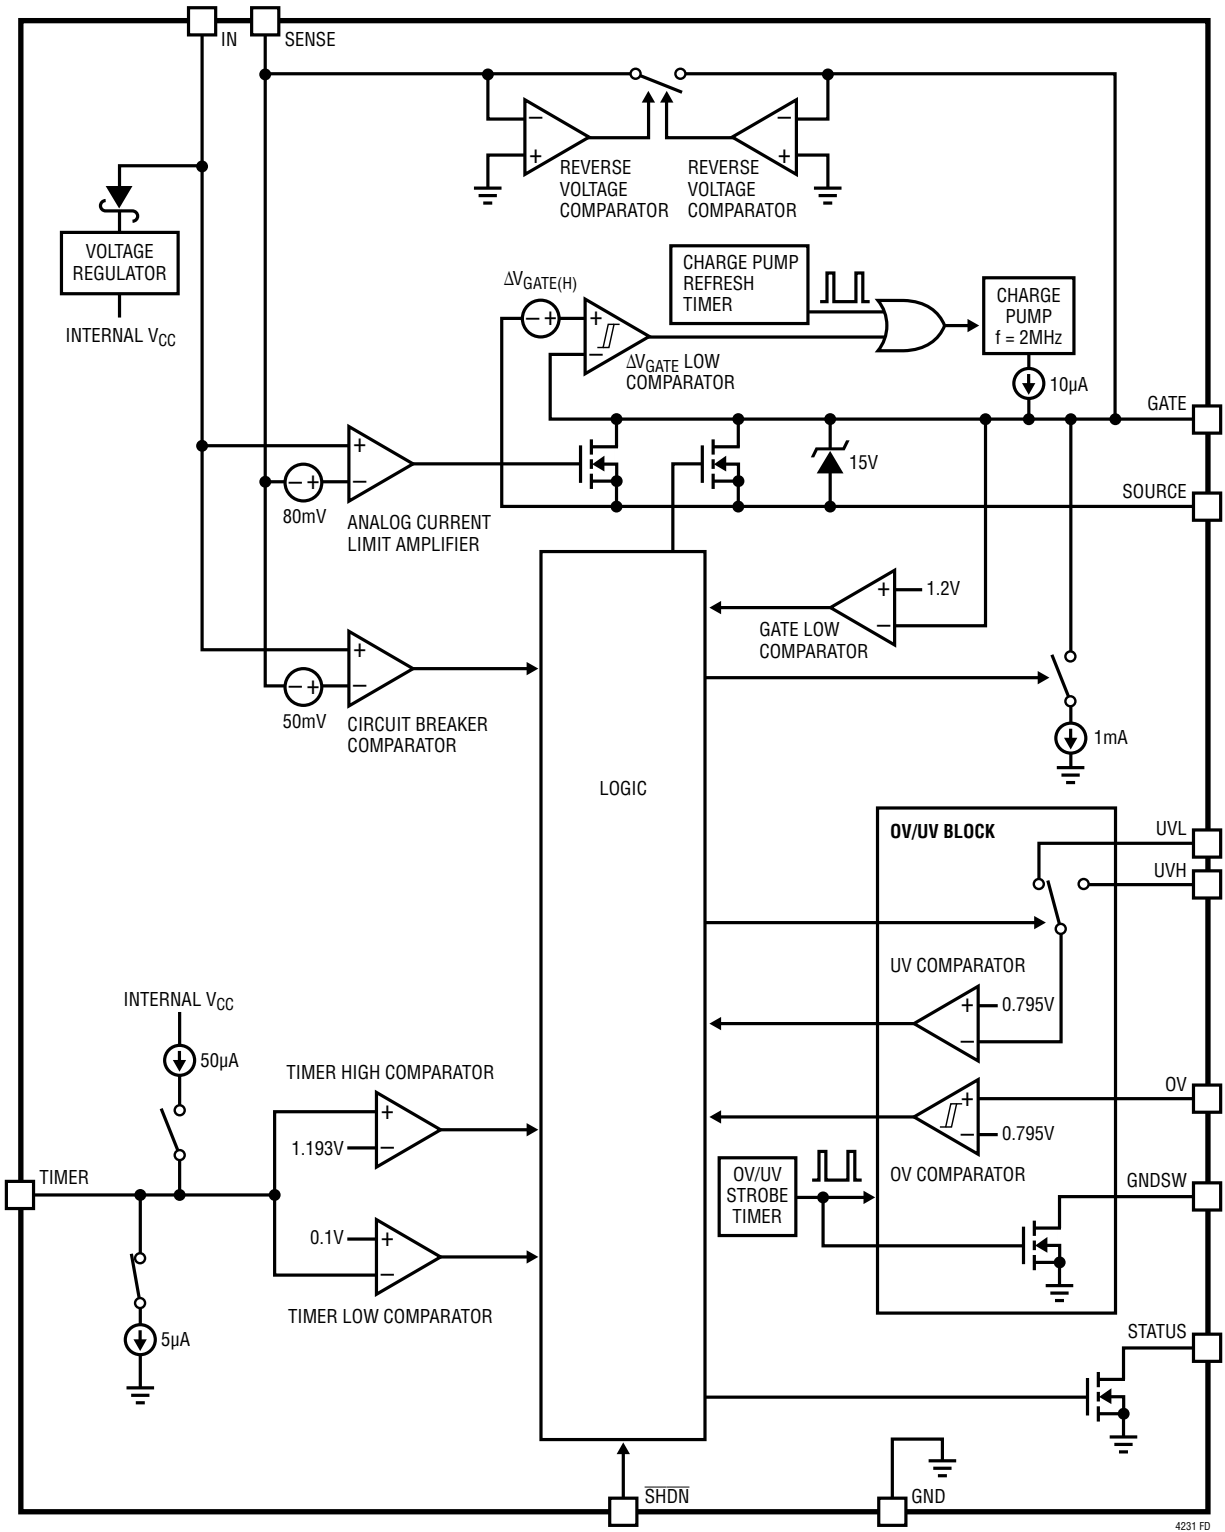 IN
SENSE
REVERSE
VOLTAGE
COMPARATOR
REVERSE
VOLTAGE
COMPARATOR
VOLTAGE
REGULATOR
INTERNAL VCC
ΔVGATE(H)
CHARGE PUMP
REFRESH
TIMER
CHARGE
PUMP
f = 2MHz
ΔVGATE LOW
COMPARATOR
10µA
GATE
15V
SOURCE
80mV
ANALOG CURRENT
LIMIT AMPLIFIER
1.2V
GATE LOW
COMPARATOR
50mV
CIRCUIT BREAKER
COMPARATOR
1mA
LOGIC
OV/UV BLOCK
UVL
UVH
UV COMPARATOR
0.795V
INTERNAL VCC
50µA
TIMER HIGH COMPARATOR
1.193V
OV
0.795V
OV COMPARATOR
TIMER
OV/UV
STROBE
TIMER
GNDSW
0.1V
TIMER LOW COMPARATOR
5µA
STATUS
SHDN
GND
4231 FD